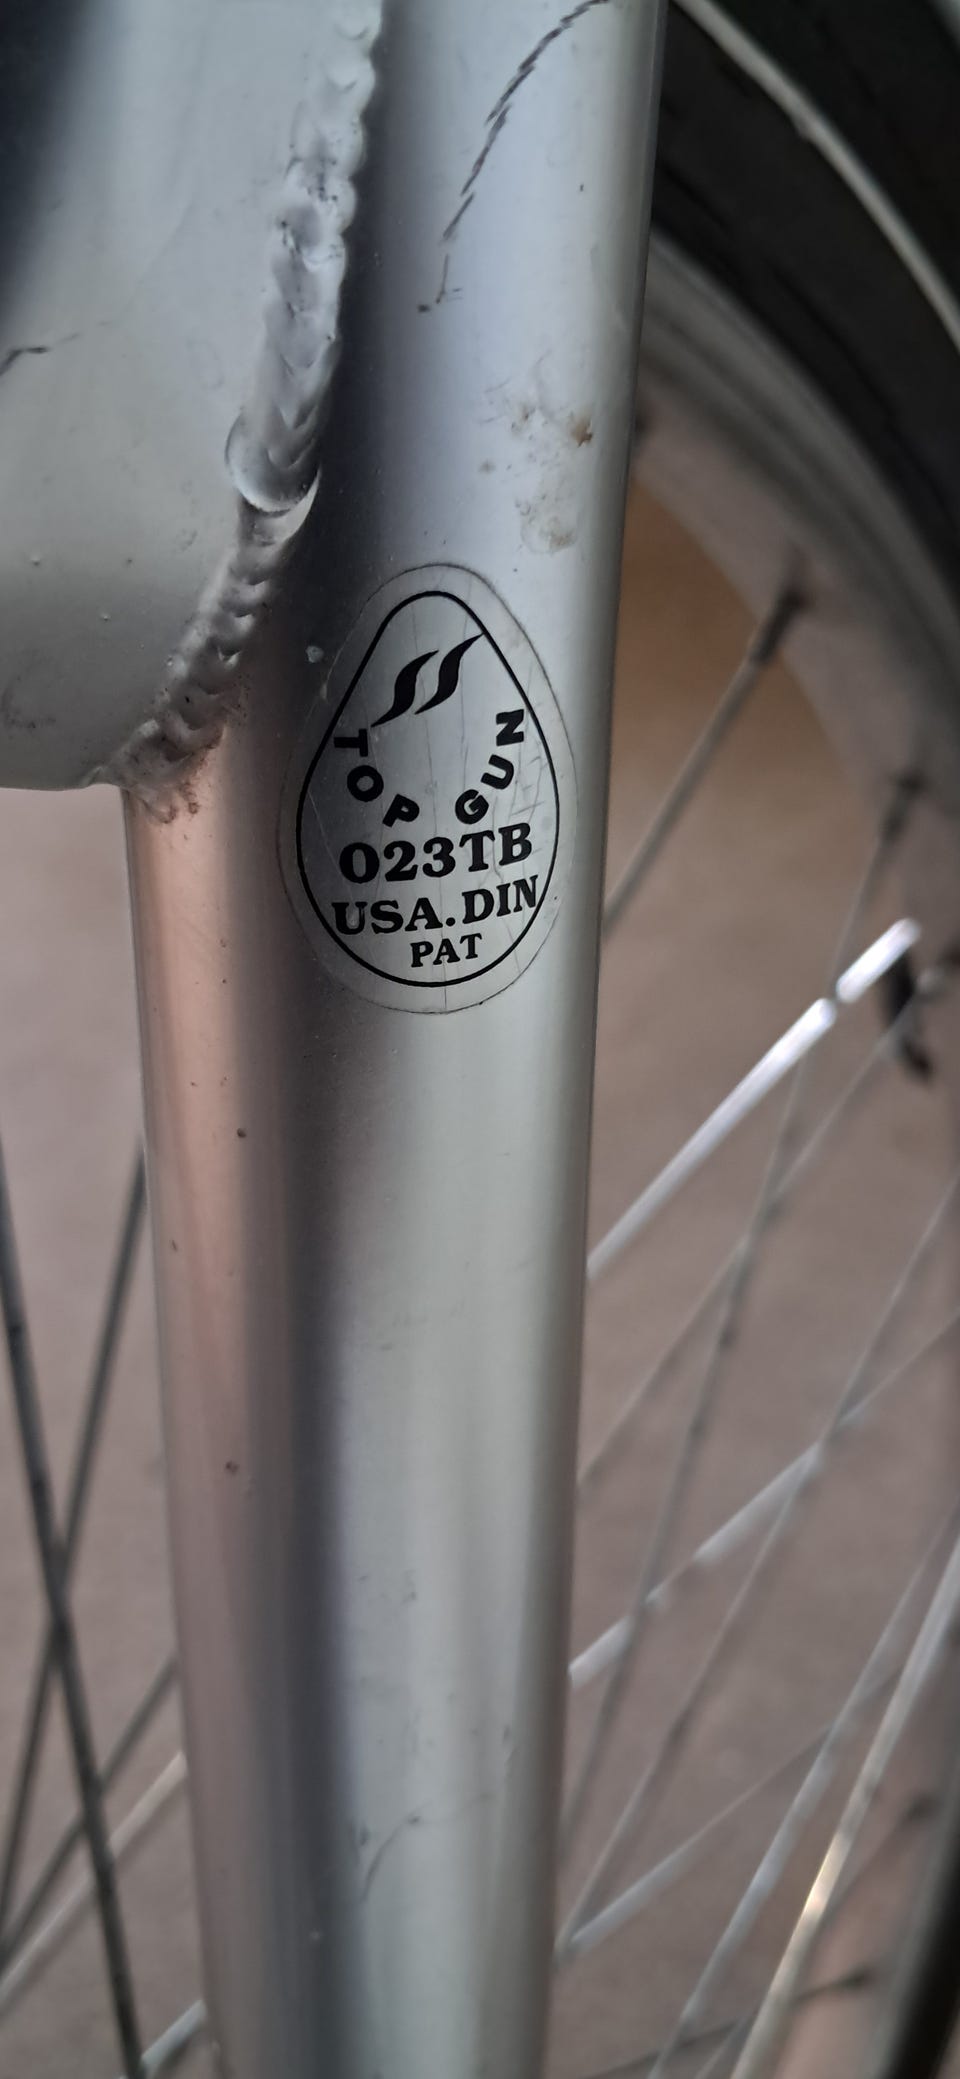 TOP GUN
023TB
USA.DIN
PAT